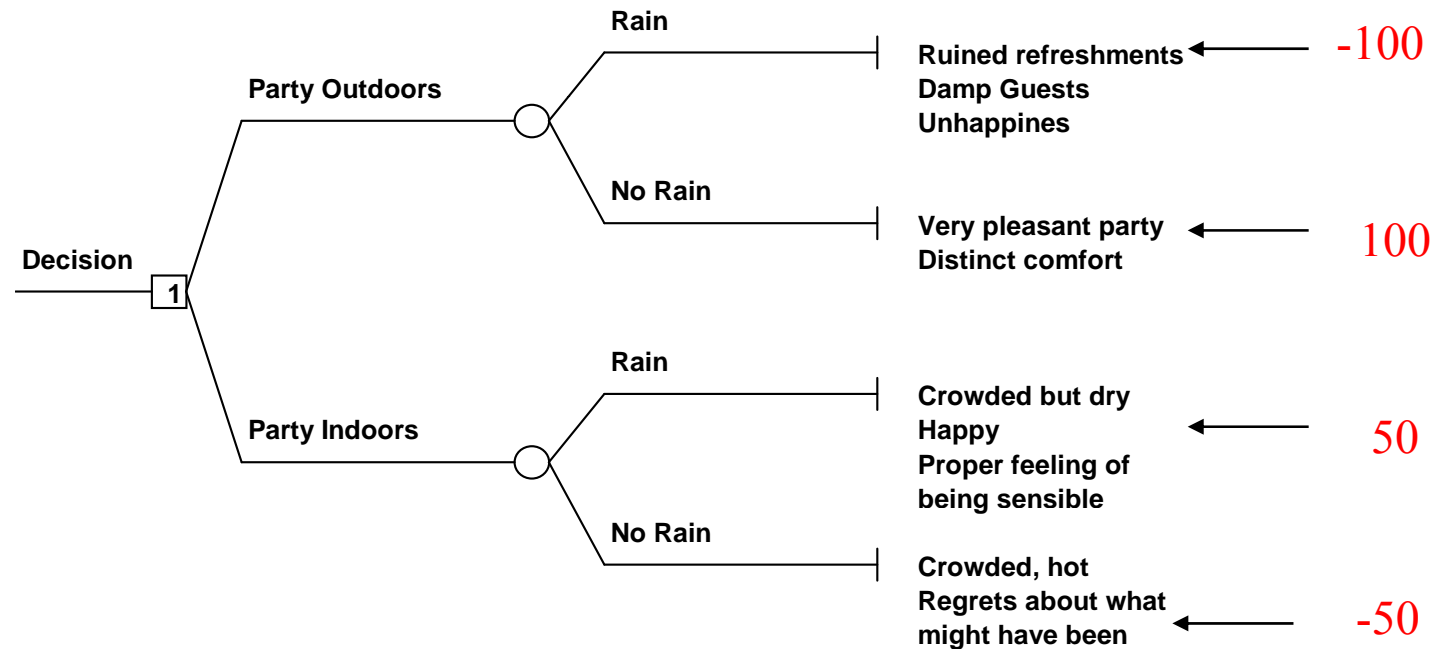 Rain
Ruined refreshments
Damp Guests
Unhappines
-100
Party Outdoors
No Rain
Very pleasant party
Distinct comfort
100
Decision
1
Rain
Crowded but dry
Happy
Proper feeling of
being sensible
50
Party Indoors
No Rain
Crowded, hot
Regrets about what
might have been
-50